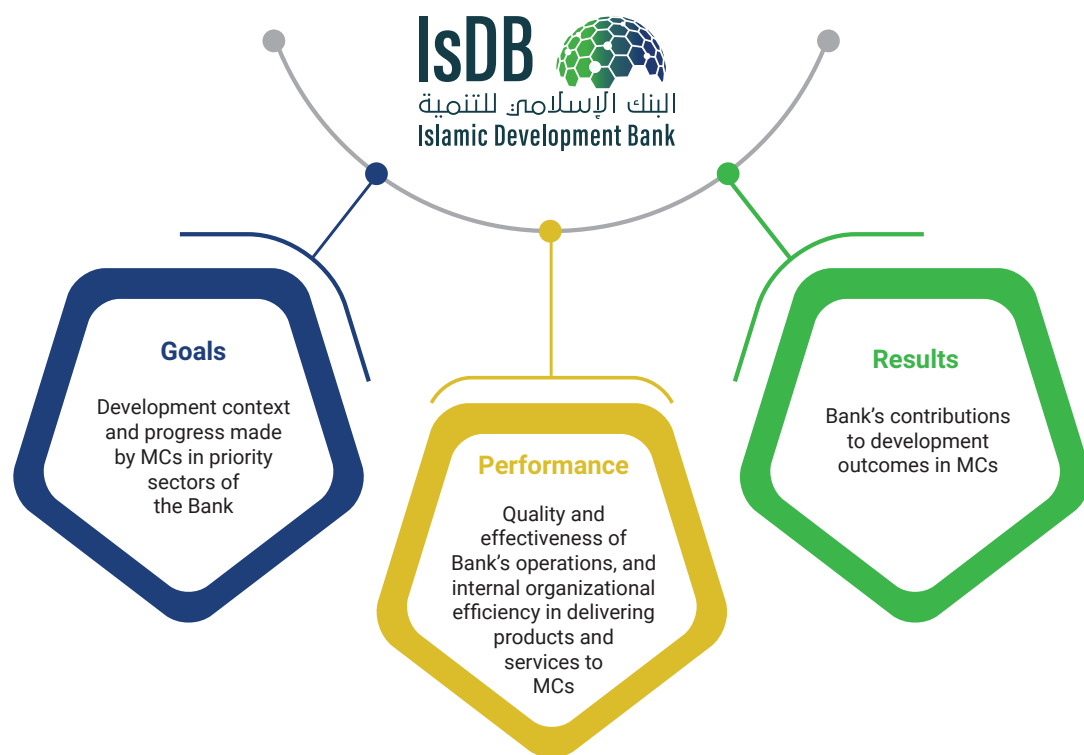 IsDB
البنك الإسلامي للتنمية
Islamic Development Bank
Goals
Development context
and progress made
by MCs in priority
sectors of
the Bank
Performance
Quality and
effectiveness of
Bank's operations, and
internal organizational
efficiency in delivering
products and
services to
MCs
Results
Bank's contributions
to development
outcomes in MCs